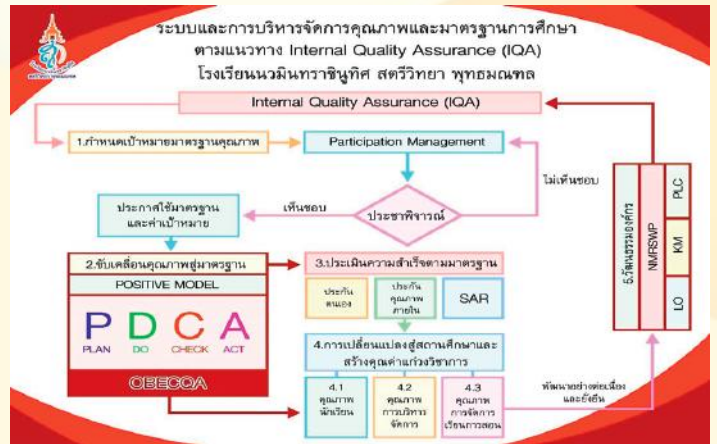 ระบบและการบริหารจัดการคุณภาพและมาตรฐานการศึกษา
ตามแนวทาง Internal Quality Assurance (IQA)
โรงเรียนนวมินทราชินูทิศ สตรีวิทยา พุทธมณฑล
Internal Quality Assurance (IQA)
1.กำหนดเป้าหมายมาตรฐานคุณภาพ
Participation Management
ไม่เห็นชอบ
ประชาพิจารณ์
เห็นชอบ
ประกาศใช้มาตรฐาน
และค่าเป้าหมาย
2.ขับเคลื่อนคุณภาพสู่มาตรฐาน
POSITIVE MODEL
P D C A
PLAN DO CHECK ACT
OBECQA
3.ประเมินความสำเร็จตามมาตรฐาน
ประกัน
ตนเอง
ประกัน
คุณภาพ
ภายใน
SAR
4.การเปลี่ยนแปลงสู่สถานศึกษาและ
สร้างคุณค่าแก่วงวิชาการ
4.1
คุณภาพ
นักเรียน
4.2
คุณภาพ
การบริหาร
จัดการ
4.3
คุณภาพ
การจัดการ
เรียนการสอน
พัฒนาอย่างต่อเนื่อง
และยั่งยืน
5.วัฒนธรรมองค์กร
NMRSWP
LO KM PLC